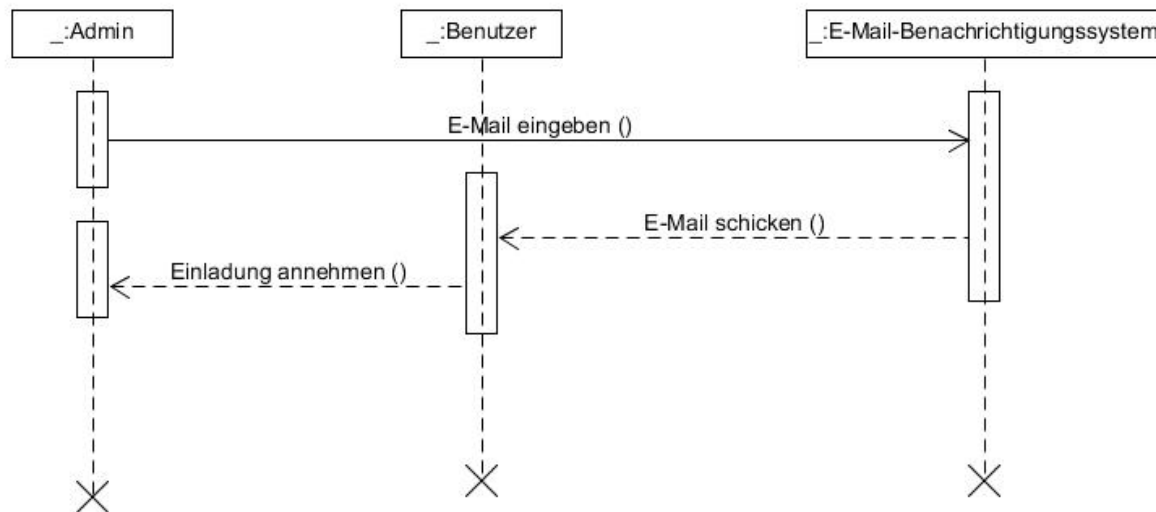 _:Admin
_:Benutzer
_:E-Mail-Benachrichtigungssystem
E-Mail eingeben ()
E-Mail schicken ()
Einladung annehmen ()